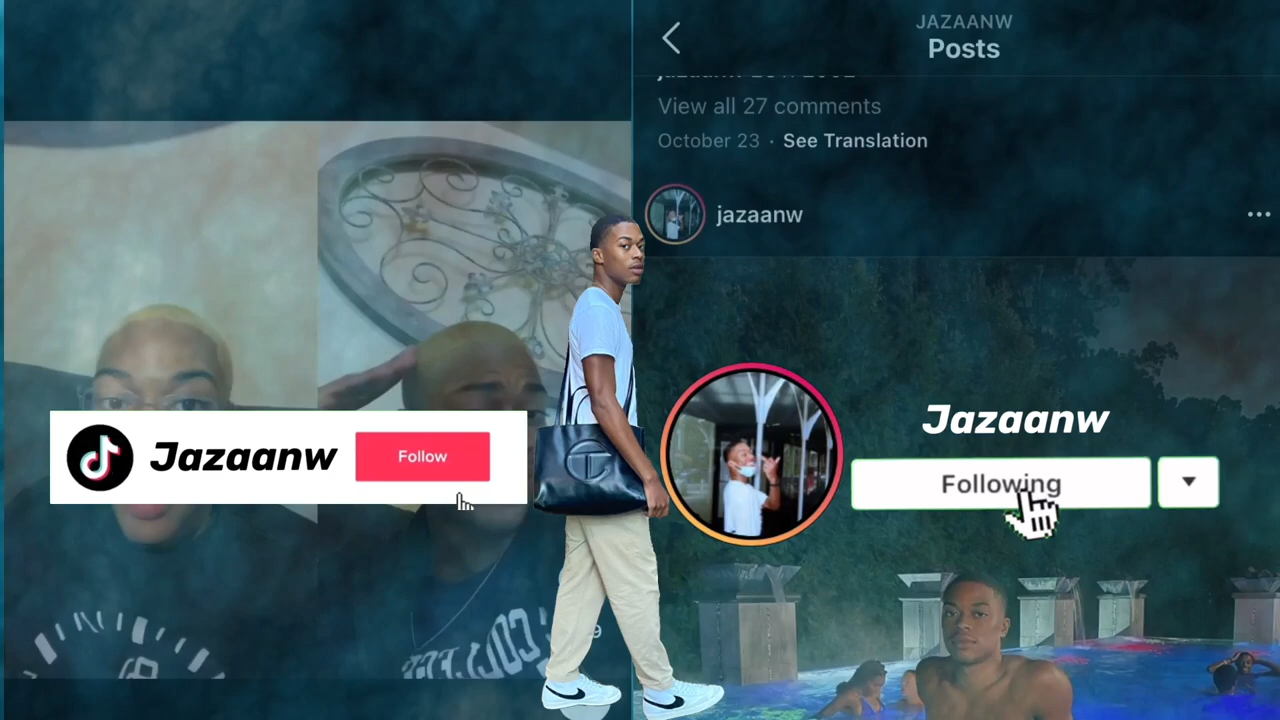 JAZAANW
Posts
View all 27 comments
October 23 · See Translation
jazaanw
Jazaanw
Follow
Jazaanw
Following